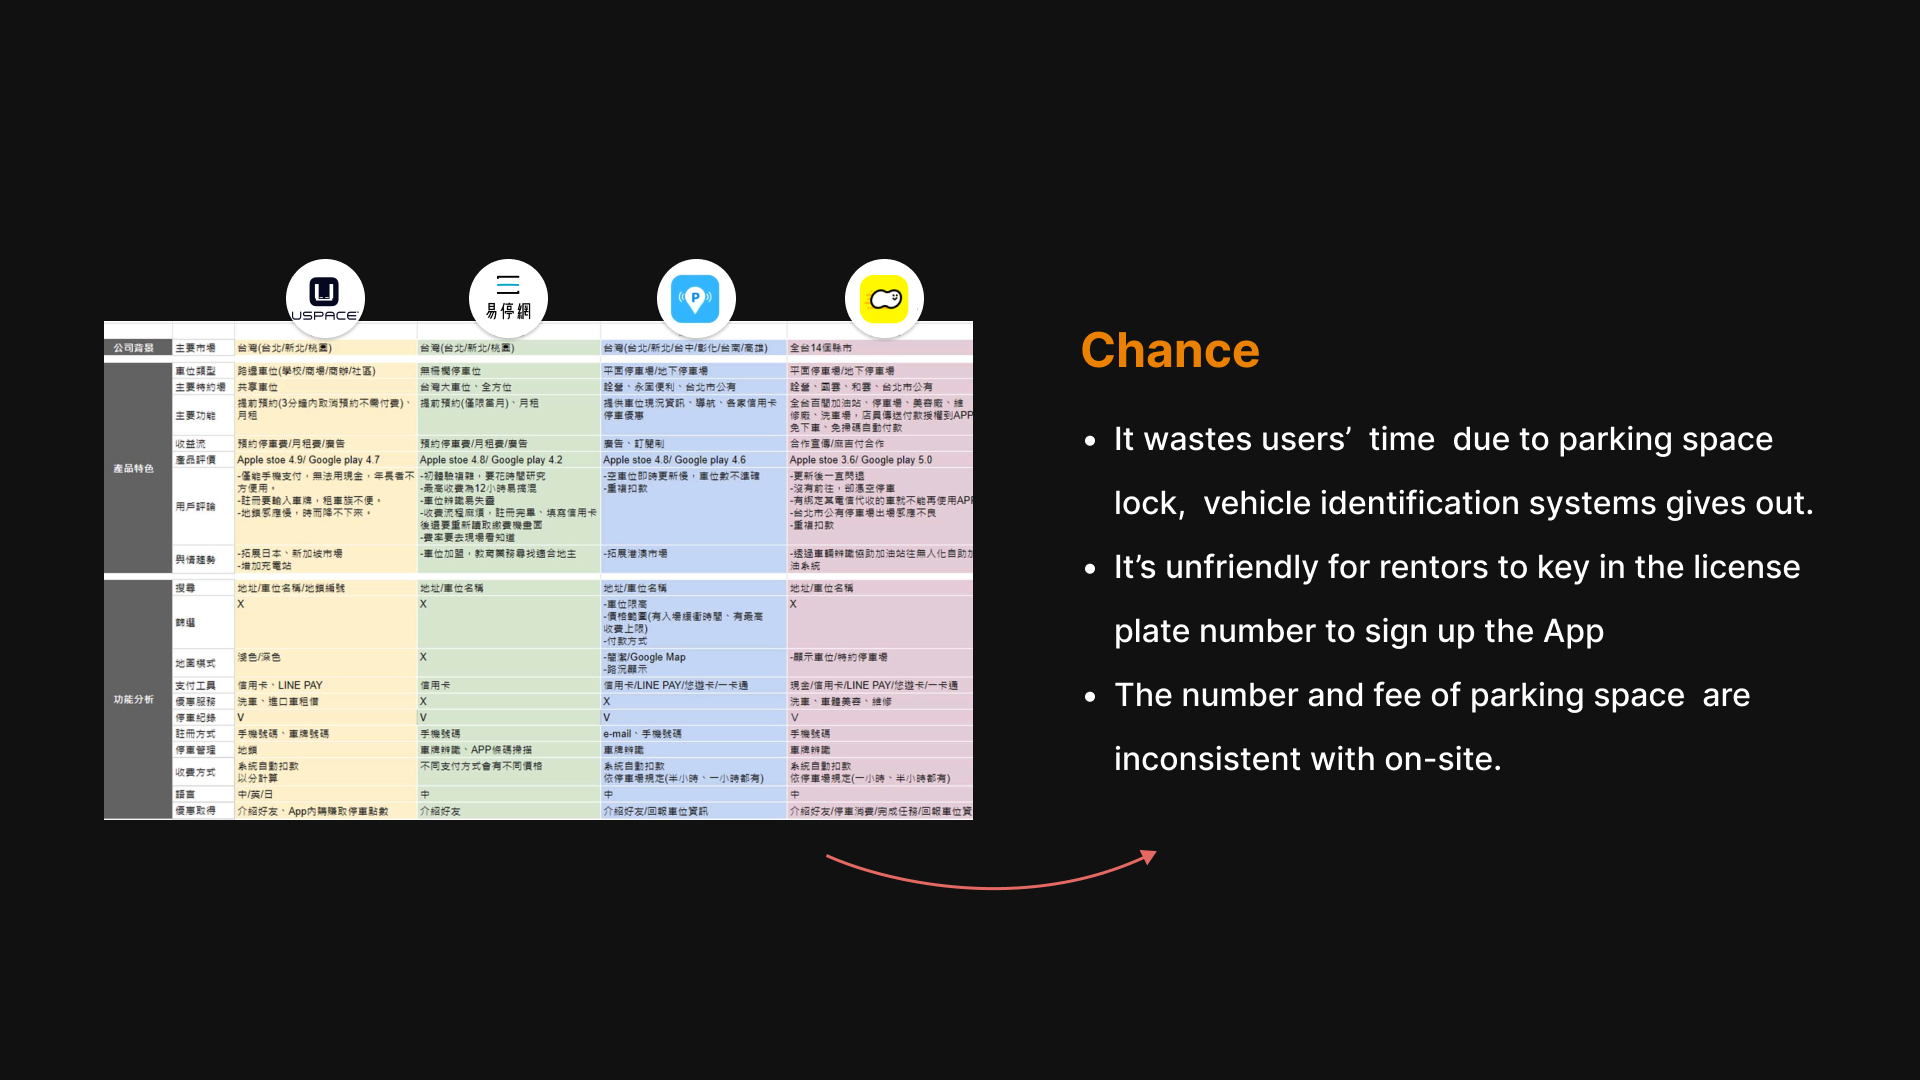 USPACE
易停網
P
公司背景 主要市場 台灣(台北/新北/桃園) 台灣(台北/新北/桃園) 台灣(台北/新北/台中/彰化/台南/高雄) 全台14個縣市
產品特色
車位類型 路邊車位(學校/商場/商辦/社區) 無柵欄停車位 平面停車場/地下停車場 平面停車場/地下停車場
主要特約場 共享車位 台灣大車位、全方位 詮營、永固便利、台北市公有 詮營、國雲、和雲、台北市公有
主要功能
提前預約(3分鐘內取消預約不需付費)、
月租
提前預約(僅限當月)、月租
提供車位現況資訊、導航、各家信用卡
停車優惠
全台百間加油站、停車場、美容廠、維
修廠、洗車場，店員傳送付款授權到APP
免下車、免掃碼自動付款
收益流 預約停車費/月租費/廣告 預約停車費/月租費/廣告 廣告、訂閱制 合作宣傳/麻吉付合作
產品評價 Apple stoe 4.9/ Google play 4.7 Apple stoe 4.8/ Google play 4.2 Apple stoe 4.8/ Google play 4.6 Apple stoe 3.6/ Google play 5.0
用戶評論
-僅能手機支付，無法用現金，年長者不
方便用。
-註冊要輸入車牌，租車族不便。
-地鎖感應慢，時而降不下來。
-初體驗複雜，要花時間研究
-最高收費為12小時易搞混
-車位辨識易失靈
-收費流程麻煩，註冊完畢、填寫信用卡
後還要重新讀取繳費機畫面
-費率要去現場看知道
-空車位即時更新慢，車位數不準確
-重複扣款
-更新後一直閃退
-沒有前往，卻憑空停車
-有綁定某電信代收的車就不能再使用APP
-台北市公有停車場出場感應不良
-重複扣款
輿情趨勢
-拓展日本、新加坡市場
-增加充電站
-車位加盟，教育業務尋找適合地主
-拓展港澳市場
-透過車輛辨識協助加油站往無人化自助加
油系統
功能分析
搜尋 地址/車位名稱/地鎖編號 地址/車位名稱 地址/車位名稱 地址/車位名稱
篩選 X X
-車位限高
-價格範圍(有入場緩衝時間、有最高
收費上限)
-付款方式
X
地圖模式 淺色/深色 X
-簡潔/Google Map
-路況顯示
-顯示車位/特約停車場
支付工具 信用卡、LINE PAY 信用卡 信用卡/LINE PAY/悠遊卡/一卡通 現金/信用卡/LINE PAY/悠遊卡/一卡通
優惠服務 洗車、進口車租借 X X 洗車、車體美容、維修
停車紀錄 V V V V
註冊方式 手機號碼、車牌號碼 手機號碼 e-mail、手機號碼 手機號碼
停車管理 地鎖 車牌辨識、APP條碼掃描 車牌辨識 車牌辨識
收費方式
系統自動扣款
以分計算
不同支付方式會有不同價格
系統自動扣款
依停車場規定(半小時、一小時都有)
系統自動扣款
依停車場規定(一小時、半小時都有)
語言 中/英/日 中 中 中
優惠取得 介紹好友、App內購賺取停車點數 介紹好友 介紹好友/回報車位資訊 介紹好友/停車消費/完成任務/回報車位資
Chance
• It wastes users’ time due to parking space
lock, vehicle identification systems gives out.
• It’s unfriendly for rentors to key in the license
plate number to sign up the App
• The number and fee of parking space are
inconsistent with on-site.